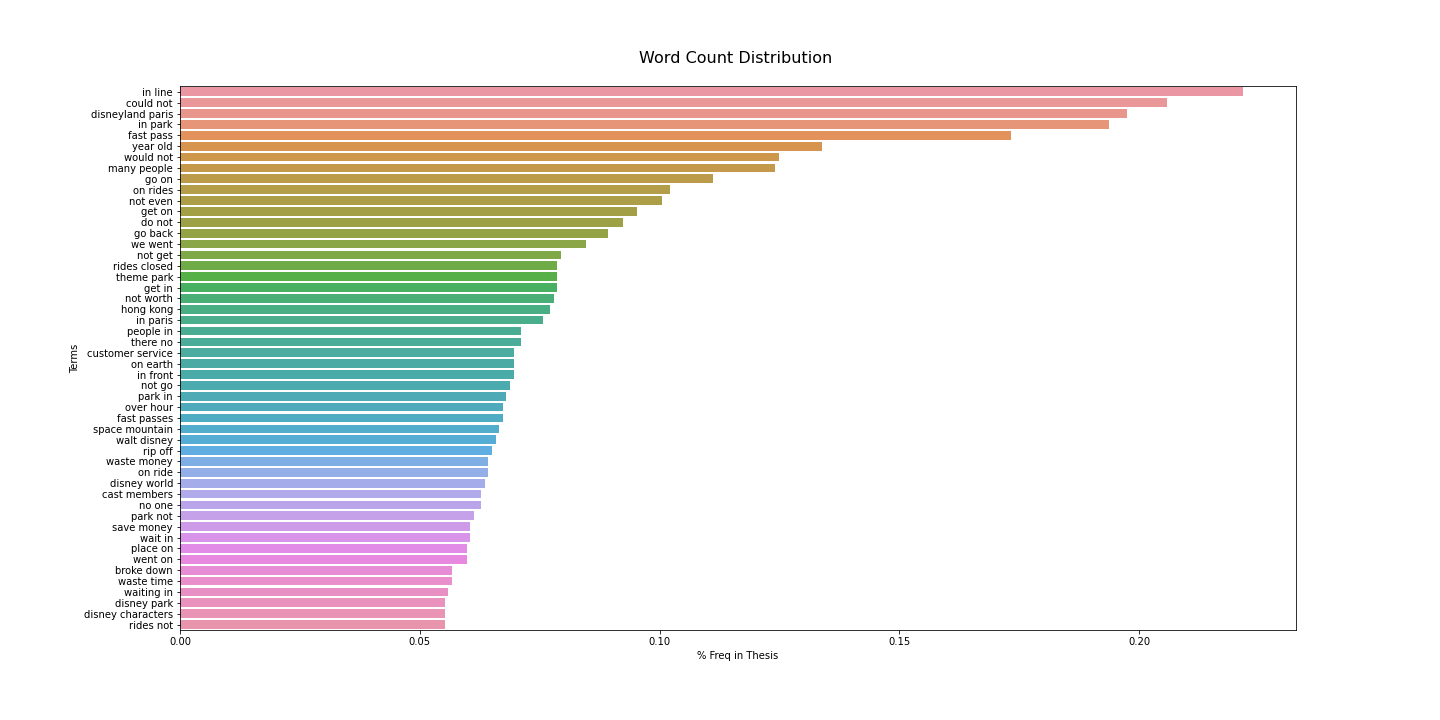 Word Count Distribution
in line
could not
disneyland paris
in park
fast pass
year old
would not
many people
go on
on rides
not even
get on
do not
go back
we went
not get
rides closed
theme park
get in
not worth
hong kong
in paris
people in
there no
customer service
on earth
in front
not go
park in
over hour
fast passes
space mountain
walt disney
rip off
waste money
on ride
disney world
cast members
no one
park not
save money
wait in
place on
went on
broke down
waste time
waiting in
disney park
disney characters
rides not
Terms
0.00 0.05 0.10 0.15 0.20
% Freq in Thesis